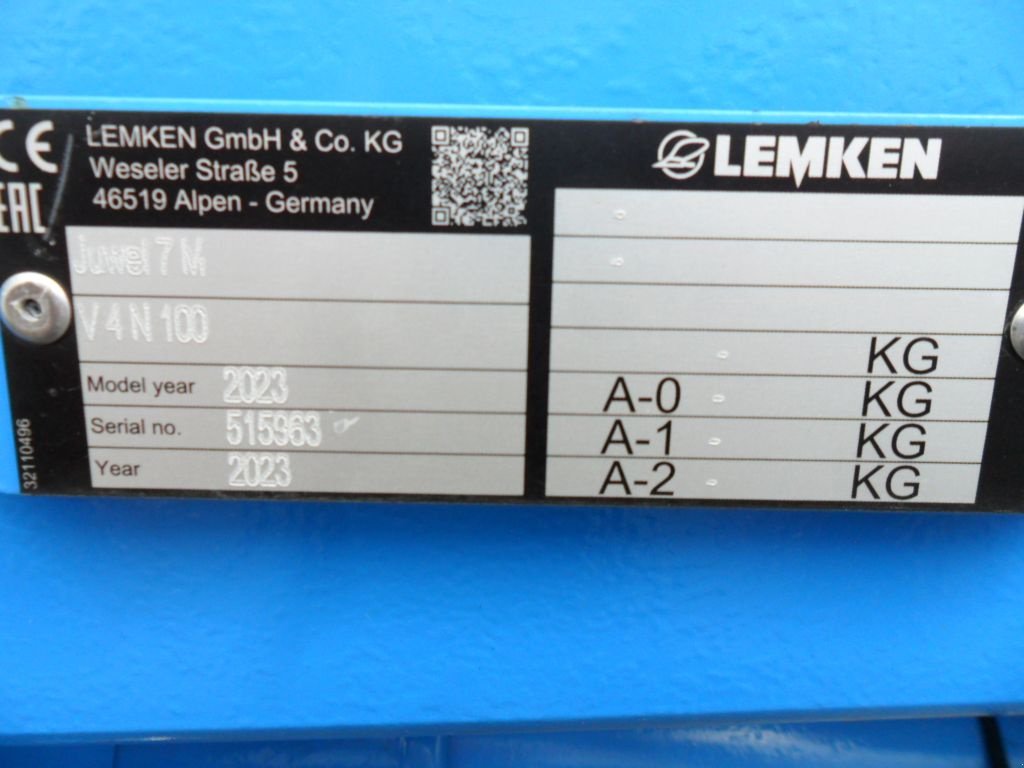 CE
EAC
LEMKEN GmbH & Co. KG
Weseler Straße 5
46519 Alpen - Germany
Juwel 7 M
V 4 N 100
Model year 2023
Serial no. 515963
Year 2023
32110496
LEMKEN
KG
A-0 KG
A-1 KG
A-2 KG